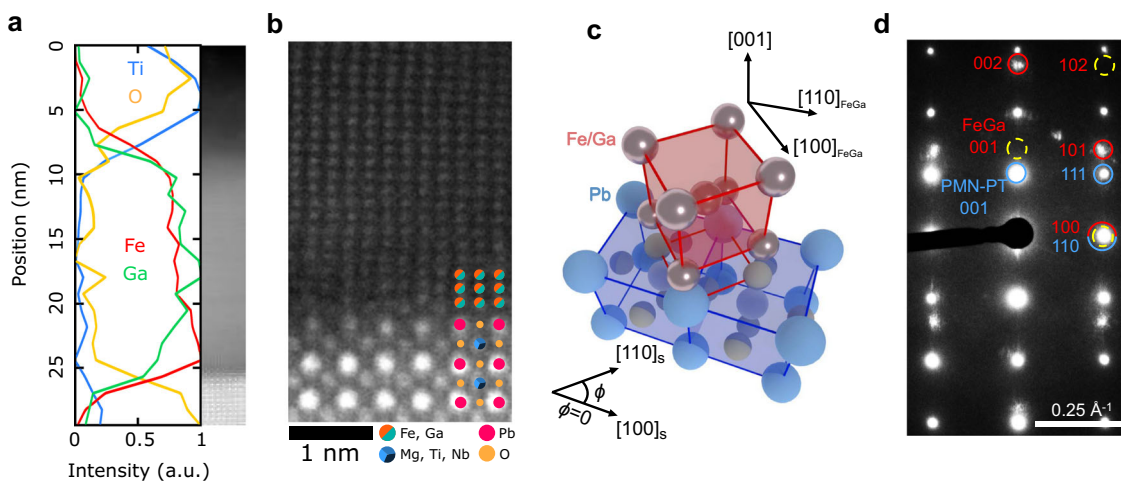 a
0
5
10
15
20
25
Position (nm)
Ti
O
Fe
Ga
0
0.5
1
Intensity (a.u.)
b
1 nm
Fe, Ga
Pb
Mg, Ti, Nb
O
c
[001]
[110]FeGa
[100]FeGa
Fe/Ga
Pb
[110]S
ϕ
ϕ=0
[100]S
d
002
102
FeGa
001
101
PMN-PT
001
111
100
110
0.25 Å-1